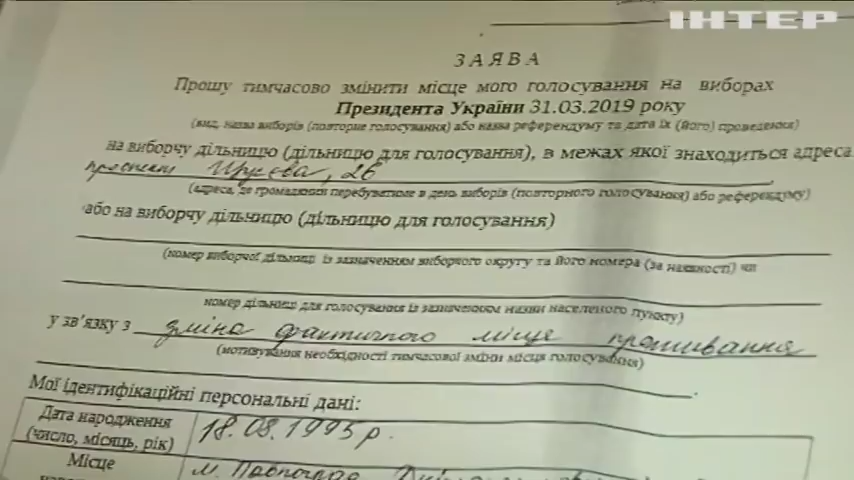 ІНТЕР
ЗАЯВА
Прошу тимчасово змінити місце мого голосування на виборах
Президента України 31.03.2019 року
(вид, назва виборів (повторне голосування) або назва референдуму та дата їх (його) проведення)
на виборчу дільницю (дільницю для голосування), в межах якої знаходиться адреса
проспект 26
(адреса, де громадянин перебуватиме в день виборів (повторного голосування) або референдуму)
або на виборчу дільницю (дільницю для голосування)
(номер виборчої дільниці із зазначенням виборчого округу та його номера (за наявності) чи
номер дільниці для голосування із зазначенням назви населеного пункту)
у зв'язку з зміна фактичного місце проживання
(мотивування необхідності тимчасової зміни місця голосування)
Мої ідентифікаційні персональні дані:
Дата народження
(число, місяць, рік) 18.08.1995 р.
Місце м. Павлоград